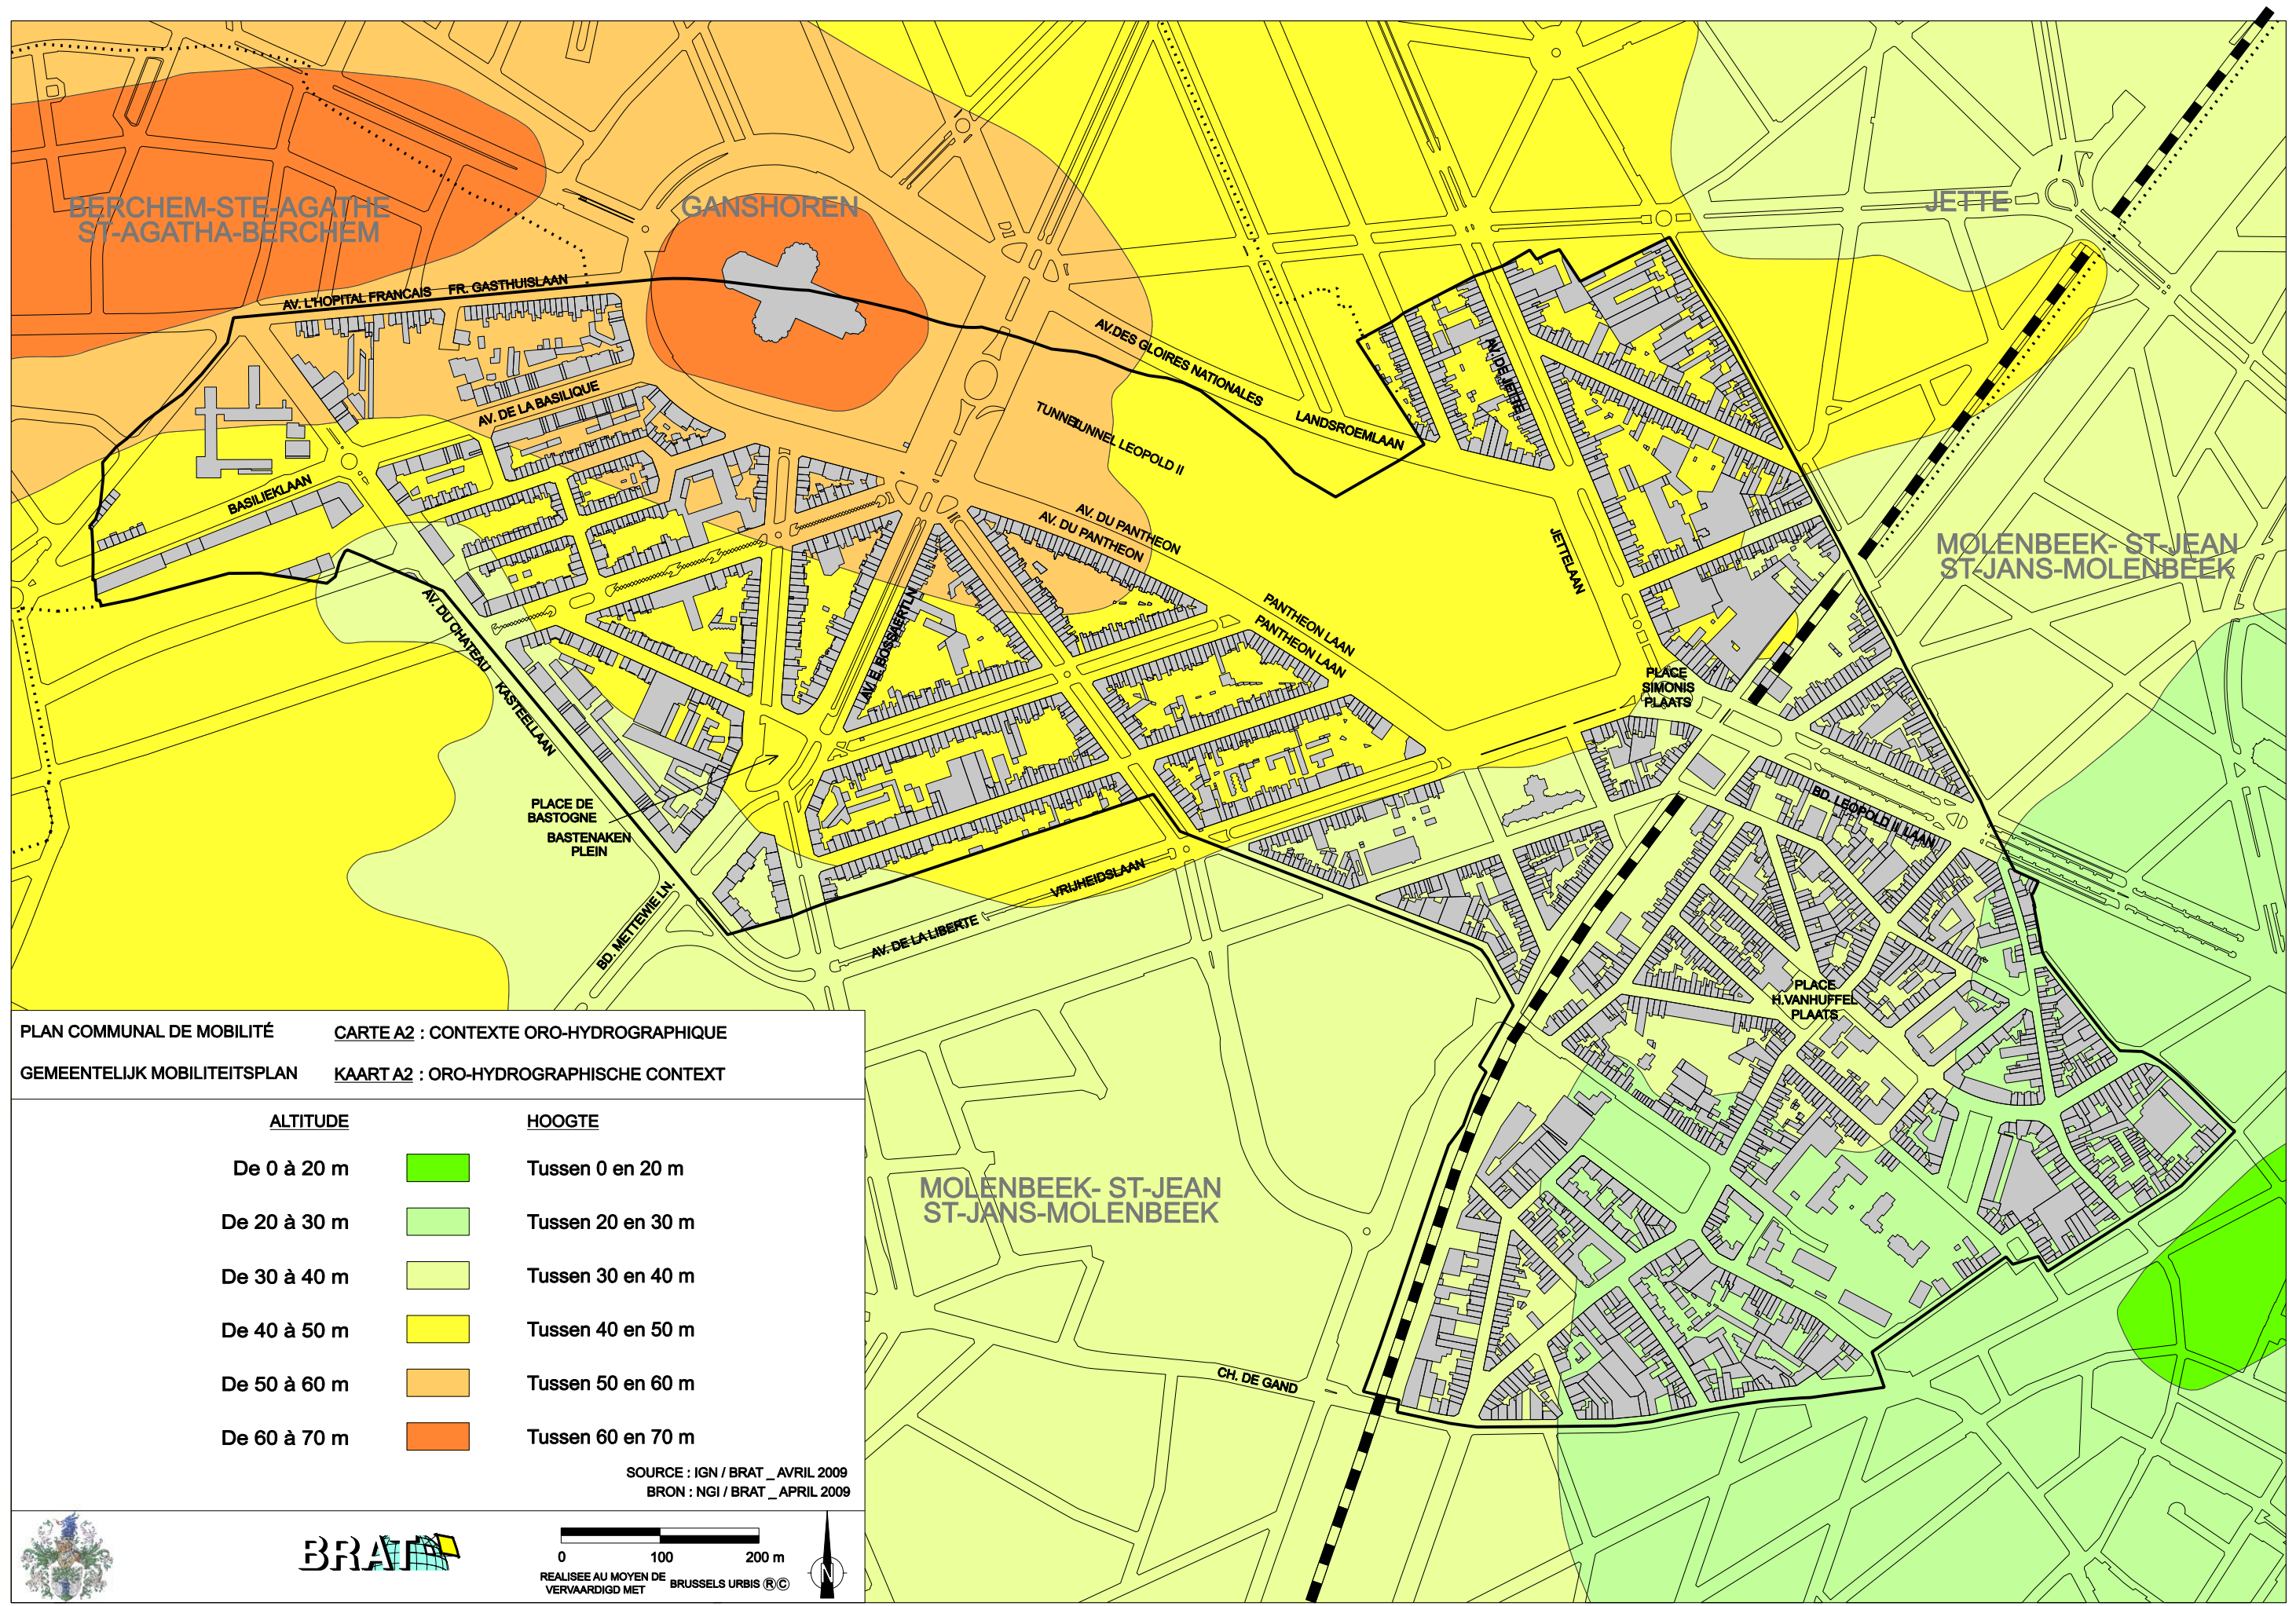 BERCHEM-STE-AGATHE
ST-AGATHA-BERCHEM
GANSHOREN
JETTE
AV. L'HOPITAL FRANCAIS FR. GASTHUISLAAN
AV. DE LA BASILIQUE
BASILIEKLAAN
AV.DES GLOIRES NATIONALES
LANDSROEMLAAN
TUNNEL
TUNNEL LEOPOLD II
AV. DE JETTE
JETTELAAN
AV. DU PANTHEON
AV. DU PANTHEON
PANTHEON LAAN
PANTHEON LAAN
MOLENBEEK- ST-JEAN
ST-JANS-MOLENBEEK
AV. DU CHATEAU
KASTEELLAAN
AV. E.BOSSAERTLN
PLACE
SIMONIS
PLAATS
PLACE DE
BASTOGNE
BASTENAKEN
PLEIN
BD. LEOPOLD II LAAN
BD. METTEWIE LN.
AV. DE LA LIBERTE
VRIJHEIDSLAAN
PLACE
H.VANHUFFEL
PLAATS
MOLENBEEK- ST-JEAN
ST-JANS-MOLENBEEK
CH. DE GAND
PLAN COMMUNAL DE MOBILITÉ
CARTE A2 : CONTEXTE ORO-HYDROGRAPHIQUE
GEMEENTELIJK MOBILITEITSPLAN
KAART A2 : ORO-HYDROGRAPHISCHE CONTEXT
ALTITUDE HOOGTE
De 0 à 20 m Tussen 0 en 20 m
De 20 à 30 m Tussen 20 en 30 m
De 30 à 40 m Tussen 30 en 40 m
De 40 à 50 m Tussen 40 en 50 m
De 50 à 60 m Tussen 50 en 60 m
De 60 à 70 m Tussen 60 en 70 m
SOURCE : IGN / BRAT _ AVRIL 2009
BRON : NGI / BRAT _ APRIL 2009
BRAT
0 100 200 m
REALISEE AU MOYEN DE
VERVAARDIGD MET
BRUSSELS URBIS ®©
N